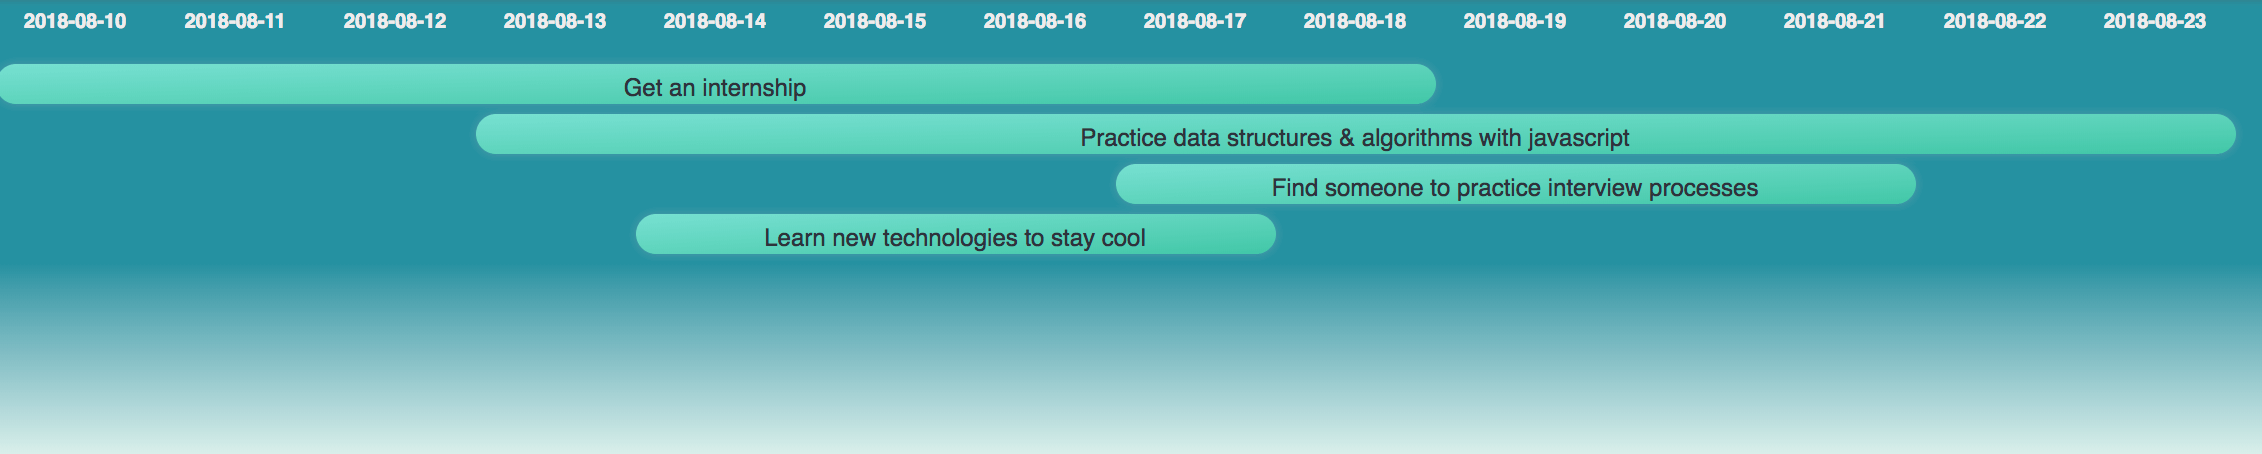 2018-08-10 2018-08-11 2018-08-12 2018-08-13 2018-08-14 2018-08-15 2018-08-16 2018-08-17 2018-08-18 2018-08-19 2018-08-20 2018-08-21 2018-08-22 2018-08-23
Get an internship
Practice data structures & algorithms with javascript
Find someone to practice interview processes
Learn new technologies to stay cool